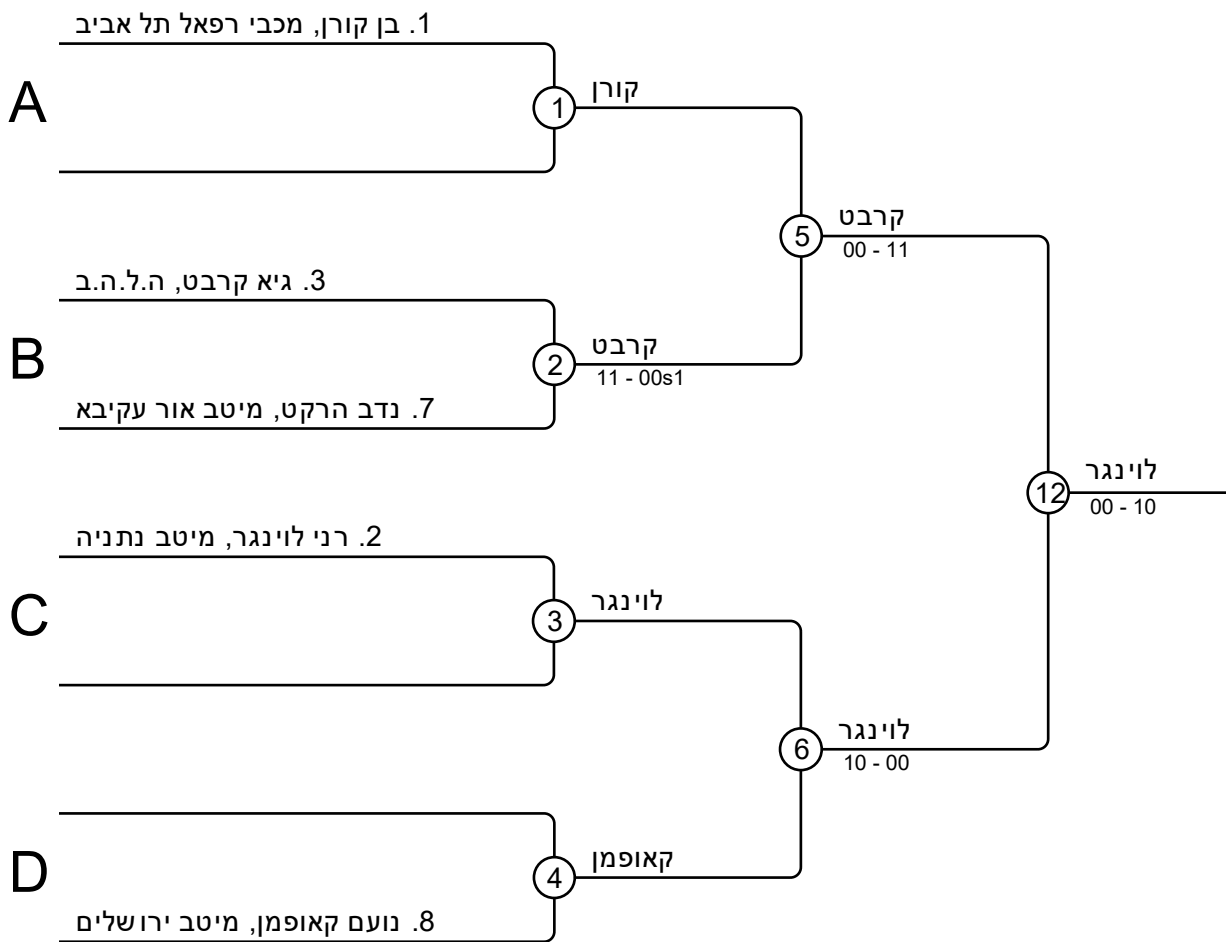 1. בן קורן, מכבי רפאל תל אביב
A
1
קורן
קרבט
5
00 - 11
3. גיא קרבט, ה.ל.ה.ב
B
2
קרבט
11 - 00s1
7. נדב הרקט, מיטב אור עקיבא
לוינגר
12
00 - 10
2. רני לוינגר, מיטב נתניה
C
3
לוינגר
לוינגר
6
10 - 00
D
4
קאופמן
8. נועם קאופמן, מיטב ירושלים